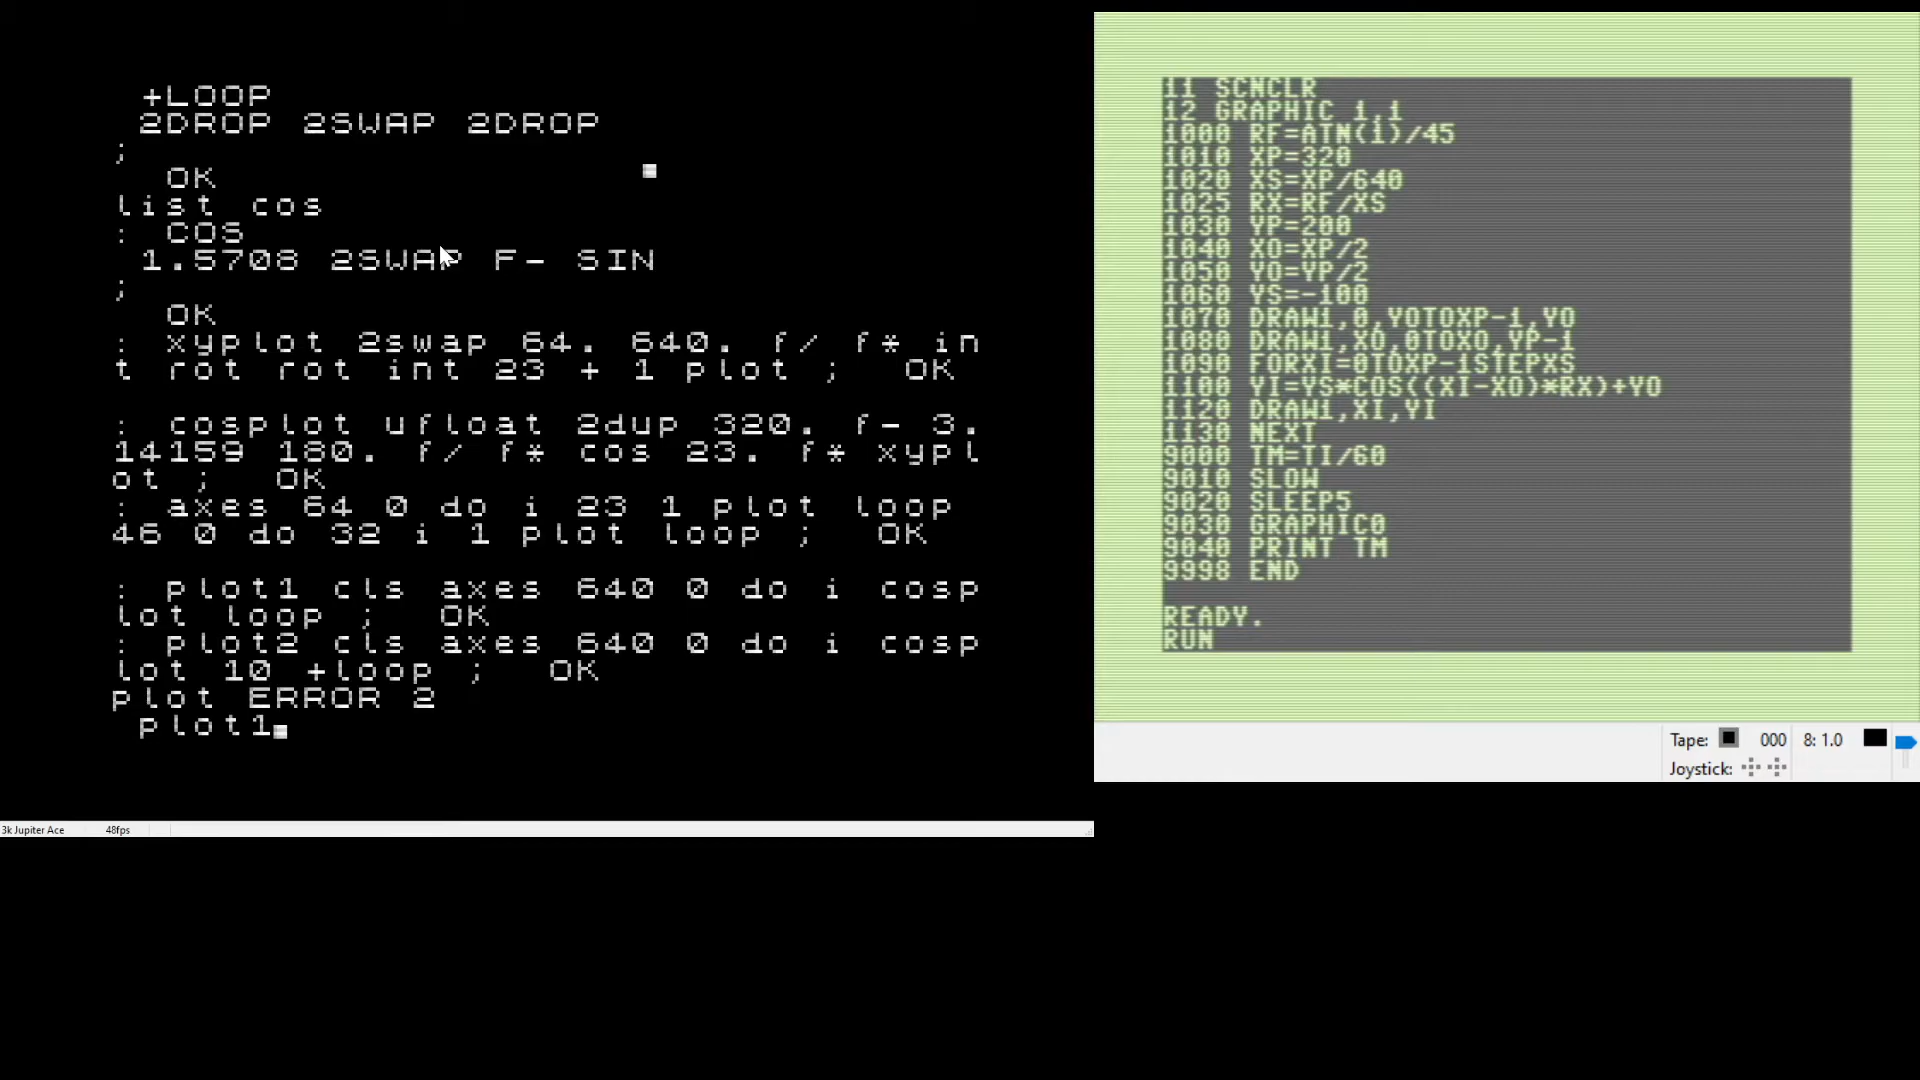 +LOOP
2DROP 2SWAP 2DROP
;
OK
list cos
: COS
1.5708 2SWAP F- SIN
;
OK
: xyplot 2swap 64. 640. f/ f* in
t rot rot int 23 + 1 plot ; OK
: cosplot ufloat 2dup 320. f- 3.
14159 180. f/ f* cos 23. f* xypl
ot ; OK
: axes 64 0 do i 23 1 plot loop
46 0 do 32 i 1 plot loop ; OK
: plot1 cls axes 640 0 do i cosp
lot loop ; OK
: plot2 cls axes 640 0 do i cosp
lot 10 +loop ; OK
plot ERROR 2
plot1
3k Jupiter Ace 48fps
11 SCNCLR
12 GRAPHIC 1,1
1000 RF=ATN(1)/45
1010 XP=320
1020 XS=XP/640
1025 RX=RF/XS
1030 YP=200
1040 XO=XP/2
1050 YO=YP/2
1060 YS=-100
1070 DRAW1,0,YOTOXP-1,YO
1080 DRAW1,XO,0TOXO,YP-1
1090 FORXI=0TOXP-1STEPXS
1100 YI=YS*COS((XI-XO)*RX)+YO
1120 DRAW1,XI,YI
1130 NEXT
9000 TM=TI/60
9010 SLOW
9020 SLEEP5
9030 GRAPHIC0
9040 PRINT TM
9998 END
READY.
RUN
Tape: 000 8: 1.0
Joystick: